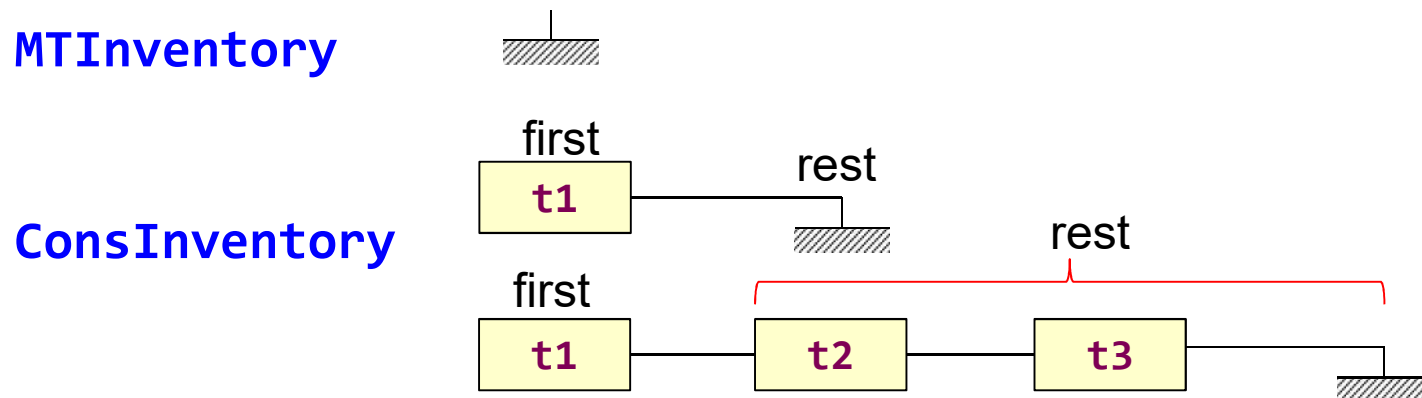 MTInventory
first
rest
t1
ConsInventory
rest
first
t1 t2 t3